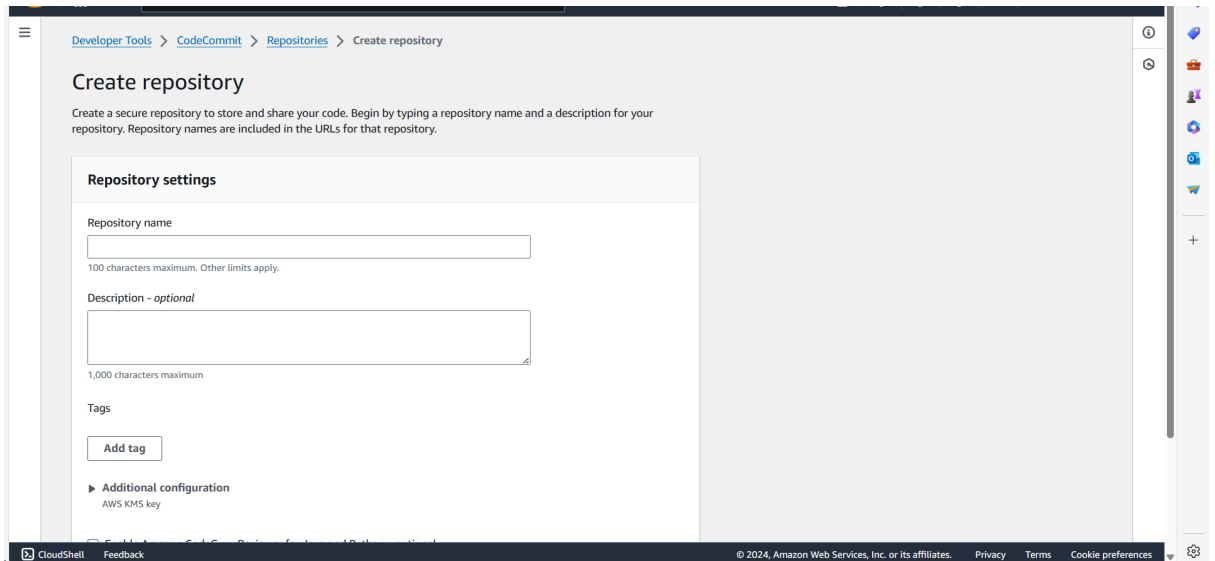 Developer Tools > CodeCommit > Repositories > Create repository
Create repository
Create a secure repository to store and share your code. Begin by typing a repository name and a description for your
repository. Repository names are included in the URLs for that repository.
Repository settings
Repository name
100 characters maximum. Other limits apply.
Description - optional
1,000 characters maximum
Tags
Add tag
Additional configuration
AWS KMS key
CloudShell Feedback © 2024, Amazon Web Services, Inc. or its affiliates. Privacy Terms Cookie preferences